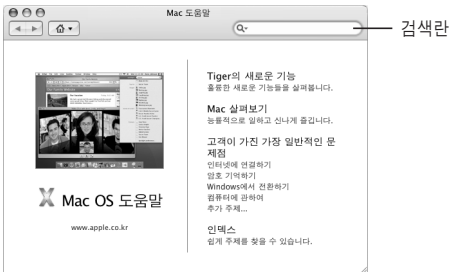 Mac 도움말
검색란
Tiger의 새로운 기능
훌륭한 새로운 기능들을 살펴봅니다.
Mac 살펴보기
능률적으로 일하고 신나게 즐깁니다.
고객이 가진 가장 일반적인 문
제점
인터넷에 연결하기
암호 기억하기
Windows에서 전환하기
컴퓨터에 관하여
추가 주제...
인덱스
쉽게 주제를 찾을 수 있습니다.
Mac OS 도움말
www.apple.co.kr